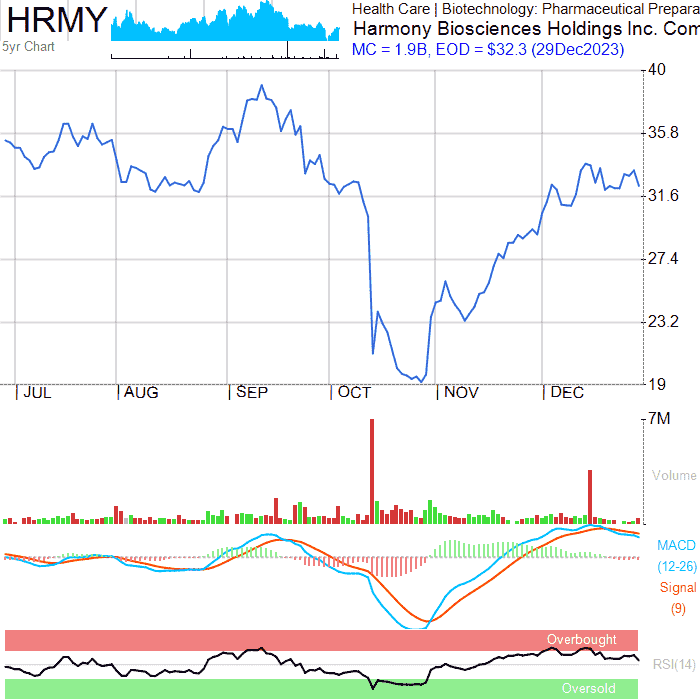 HRMY
5yr Chart
Health Care | Biotechnology: Pharmaceutical Prepara
Harmony Biosciences Holdings Inc. Com
MC = 1.9B, EOD = $32.3 (29Dec2023)
40
35.8
31.6
27.4
23.2
19
JUL AUG SEP OCT NOV DEC
7M
Volume
MACD
(12-26)
Signal
(9)
Overbought
RSI(14)
Oversold